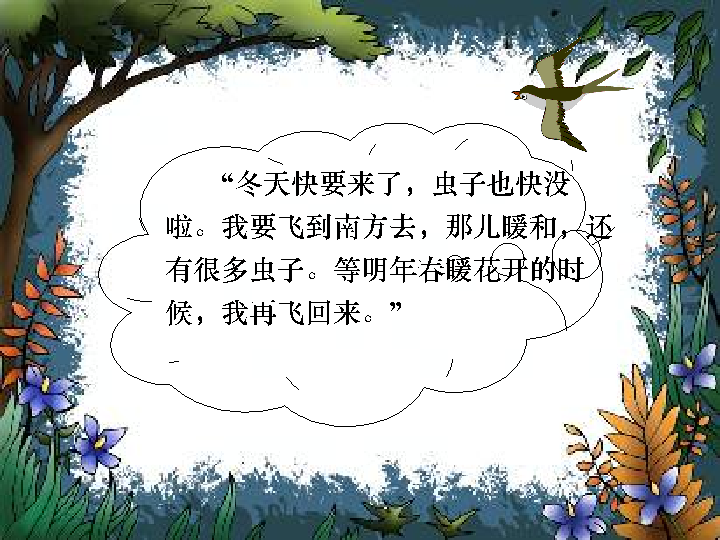 “冬天快要来了，虫子也快没
啦。我要飞到南方去，那儿暖和，还
有很多虫子。等明年春暖花开的时
候，我再飞回来。”